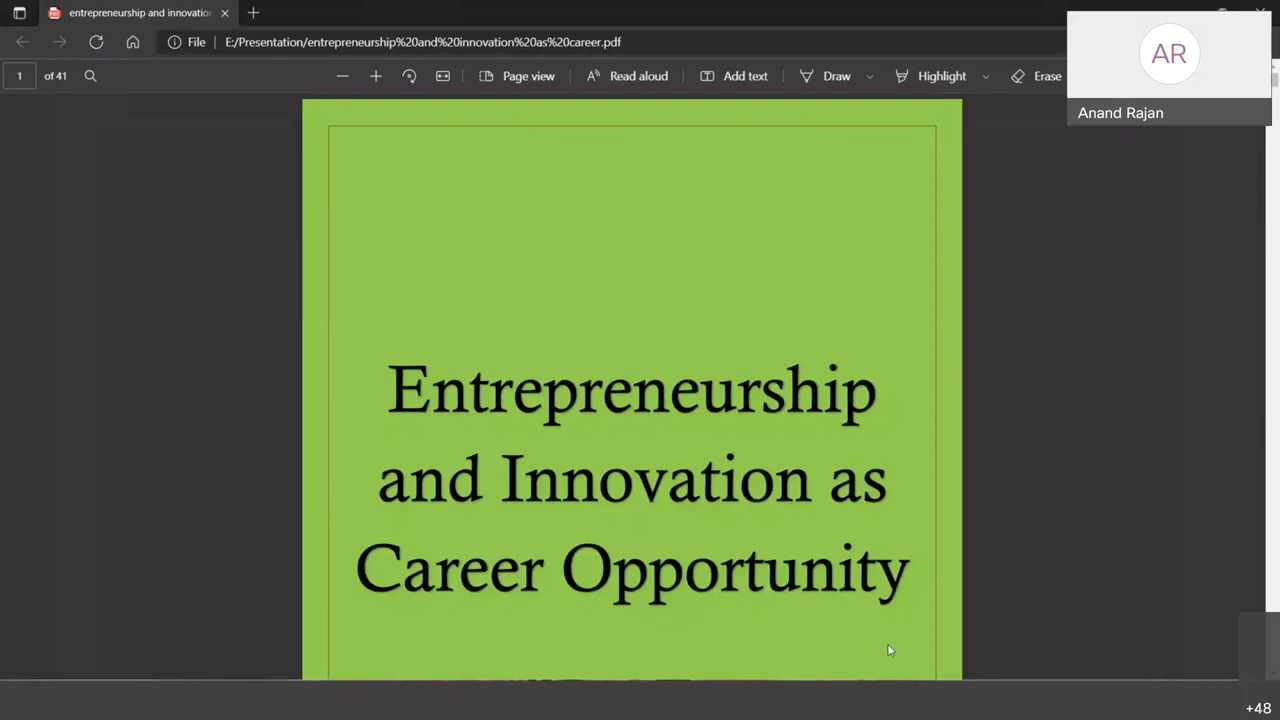 entrepreneurship and innovatio
File
E:/Presentation/entrepreneurship%20and%20innovation%20as%20career.pdf
1 of 41
Page view
Read aloud
Add text
Draw
Highlight
Erase
AR
Anand Rajan
Entrepreneurship
and Innovation as
Career Opportunity
+48